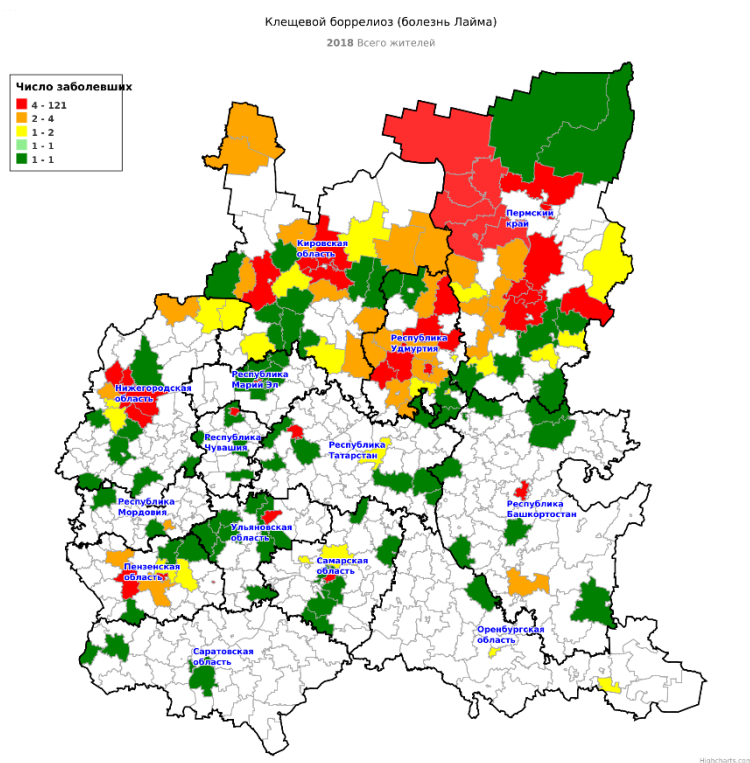 Клещевой боррелиоз (болезнь Лайма)
2018 Всего жителей
Число заболевших
4 - 121
2 - 4
1 - 2
1 - 1
1 - 1
Пермский
край
Кировская
область
Республика
Удмуртия
Республика
Марий Эл
Нижегородская
область
Республика
Чувашия
Республика
Татарстан
Республика
Мордовия
Республика
Башкортостан
Ульяновская
область
Пензенская
область
Самарская
область
Оренбургская
область
Саратовская
область
Highcharts.com